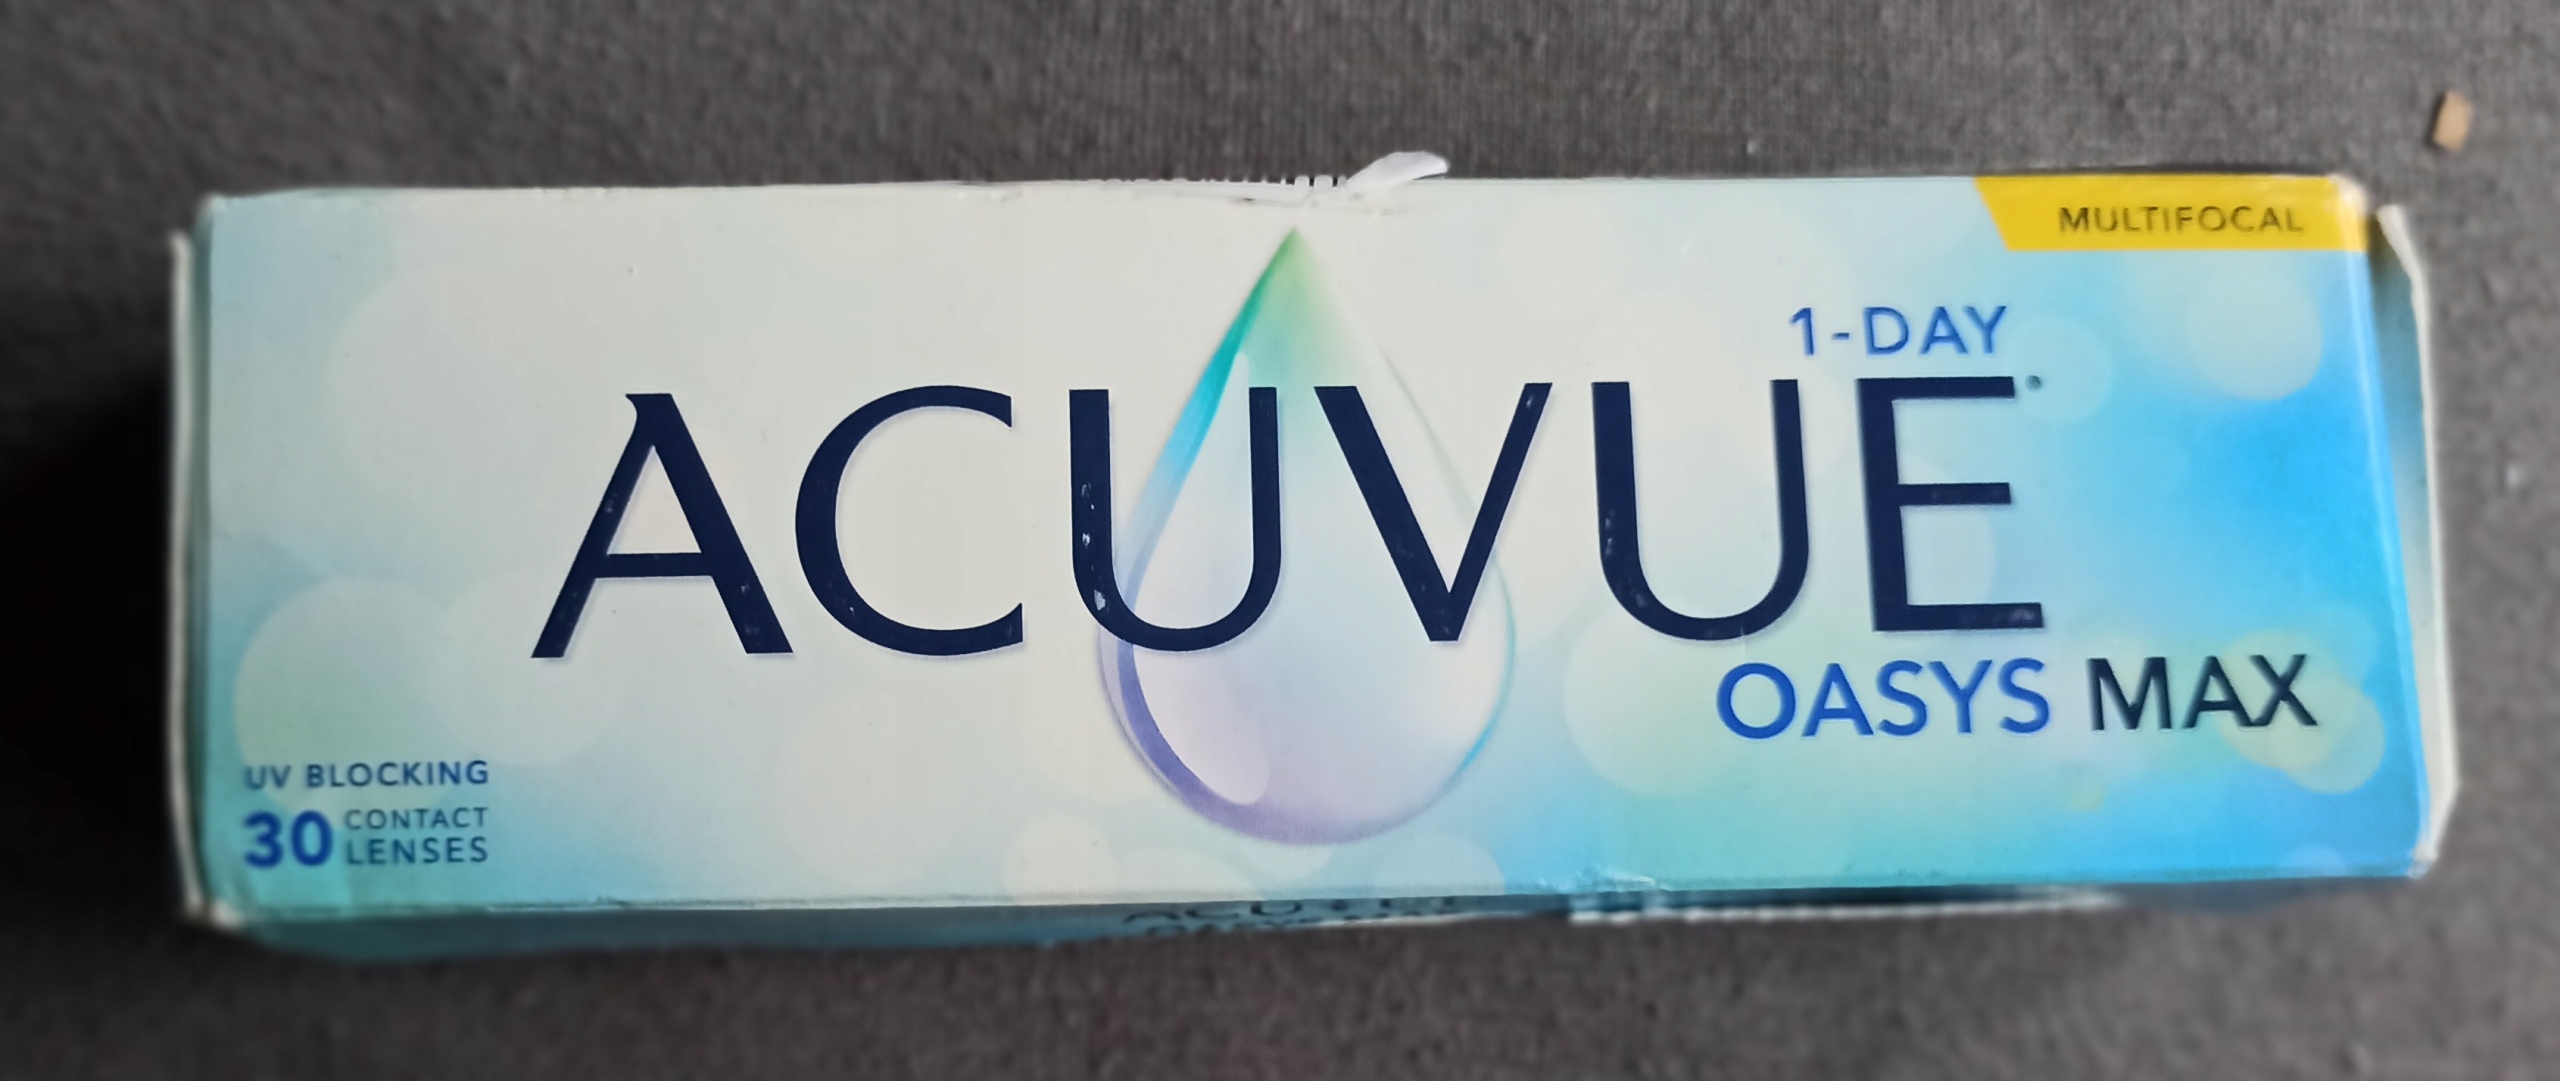 MULTIFOCAL
1-DAY
ACUVUE®
OASYS MAX
UV BLOCKING
30 CONTACT
LENSES